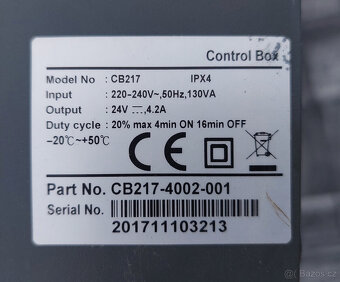 Control Box
Model No : CB217 IPX4
Input : 220-240V~,50Hz,130VA
Output : 24V⎓,4.2A
Duty cycle : 20% max 4min ON 16min OFF
-20℃~+50℃
CE
Part No. CB217-4002-001
Serial No.
201711103213
Bazos.cz